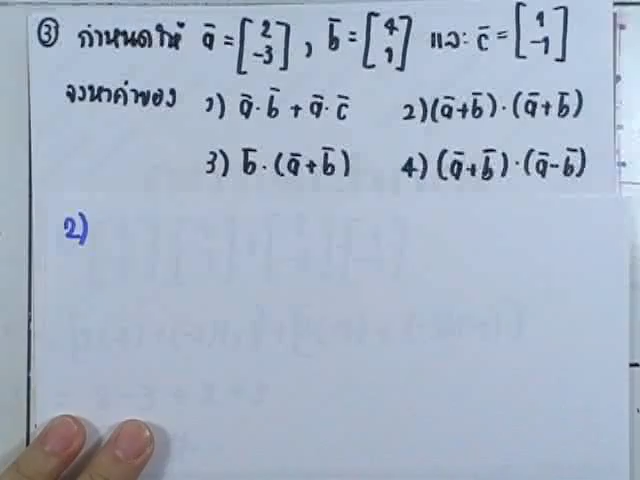 ③ กำหนดให้ ā = [2 -3], b̄ = [4 1] และ c̄ = [1 -1]
จงหาค่าของ 1) ā · b̄ + ā · c̄ 2) (ā+b̄) · (ā+b̄)
3) b̄ · (ā+b̄) 4) (ā+b̄) · (ā-b̄)
2)